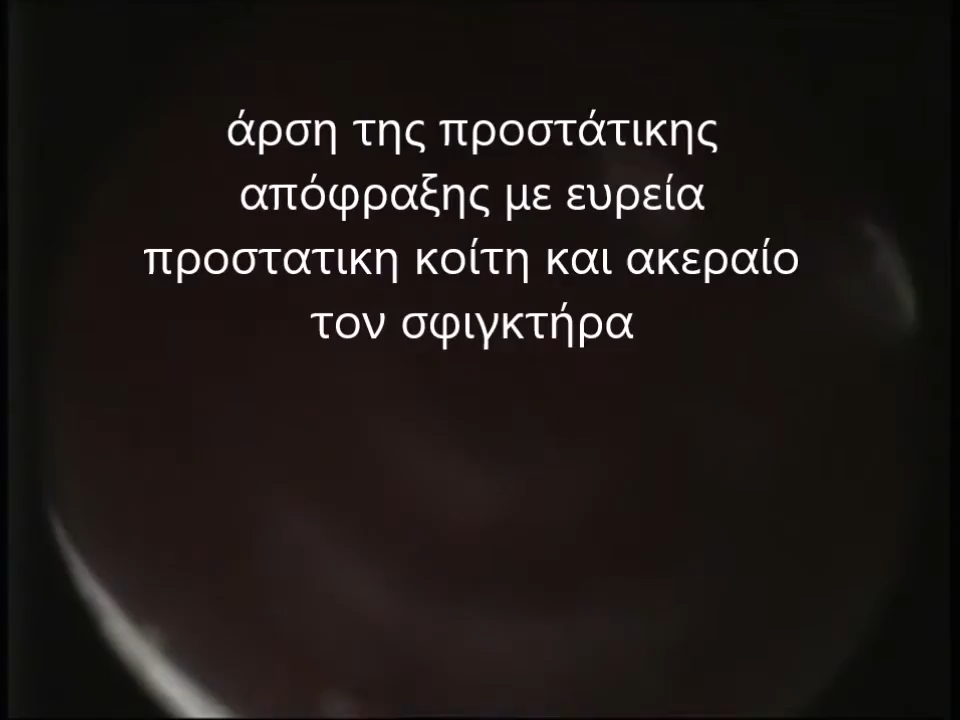 άρση της προστάτικης
απόφραξης με ευρεία
προστατικη κοίτη και ακεραίο
τον σφιγκτήρα